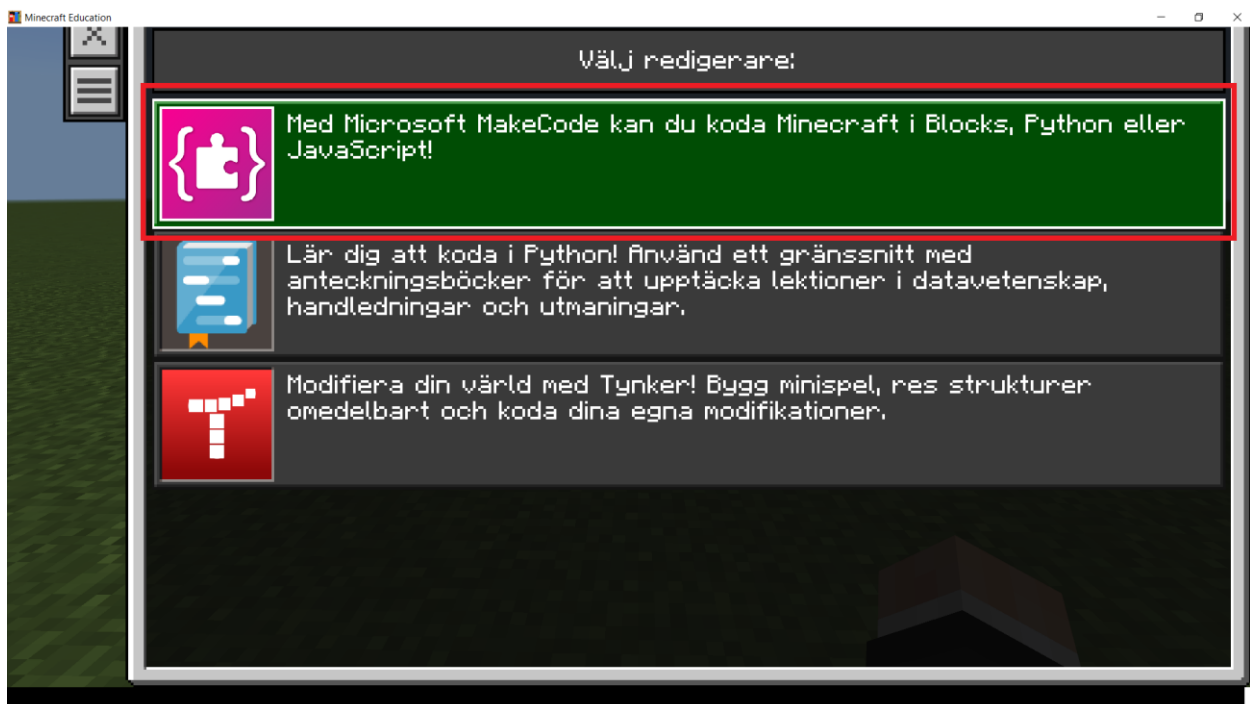 Minecraft Education
Välj redigerare:
Med Microsoft MakeCode kan du koda Minecraft i Blocks, Python eller
JavaScript!
Lär dig att koda i Python! Använd ett gränssnitt med
anteckningsböcker för att upptäcka lektioner i datavetenskap,
handledningar och utmaningar.
Modifiera din värld med Tynker! Bygg minispel, res strukturer
omedelbart och koda dina egna modifikationer.